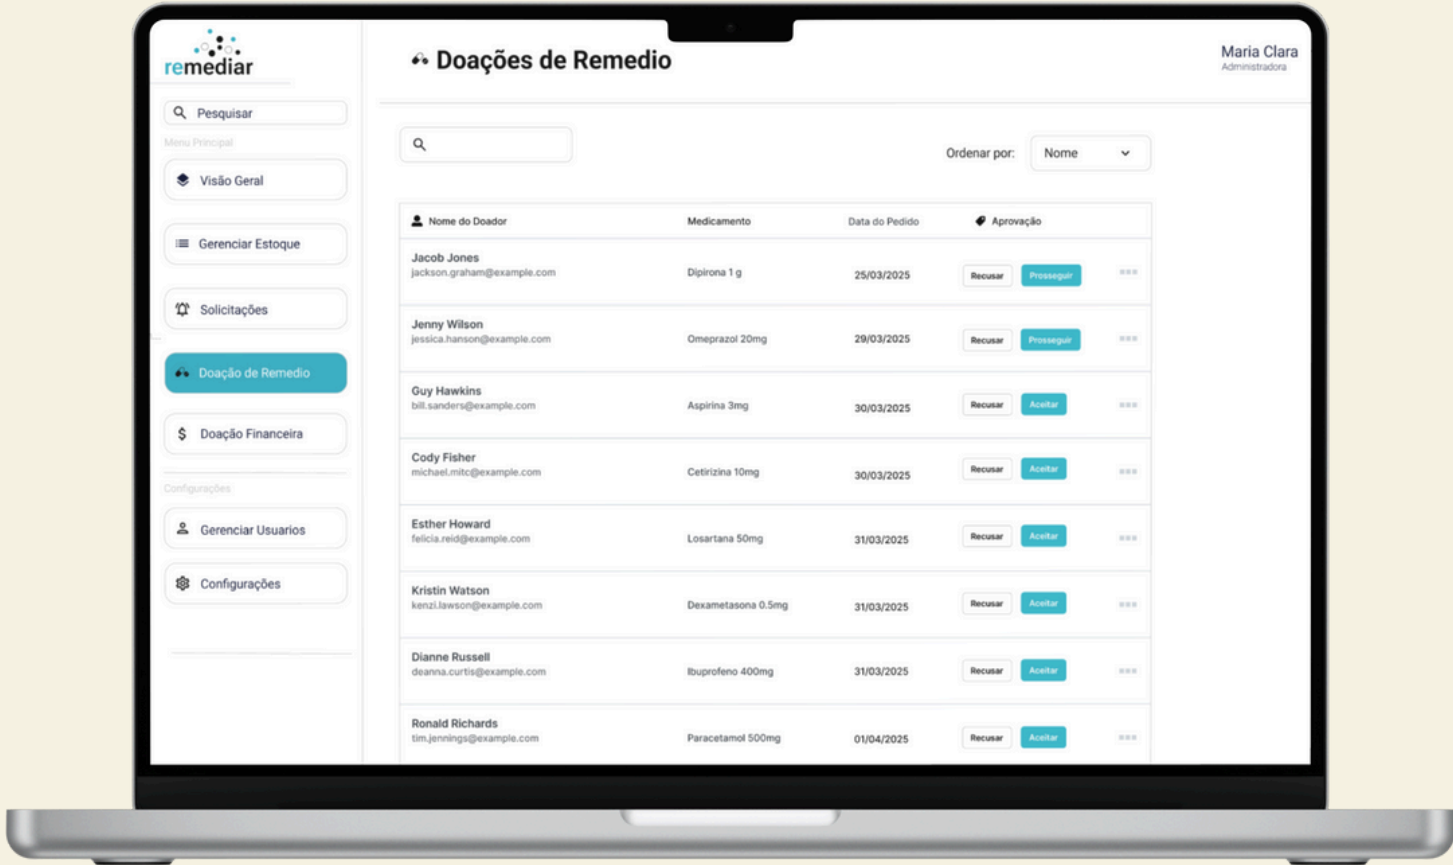 remediar
Pesquisar
Menu Principal
Visão Geral
Gerenciar Estoque
Solicitações
Doação de Remedio
Doação Financeira
Configurações
Gerenciar Usuarios
Configurações
Doações de Remedio
Maria Clara
Administradora
Ordenar por: Nome
Nome do Doador Medicamento Data do Pedido Aprovação
Jacob Jones
jackson.graham@example.com Dipirona 1 g 25/03/2025 Recusar Prosseguir
Jenny Wilson
jessica.hanson@example.com Omeprazol 20mg 29/03/2025 Recusar Prosseguir
Guy Hawkins
bill.sanders@example.com Aspirina 3mg 30/03/2025 Recusar Aceitar
Cody Fisher
michael.mitc@example.com Cetirizina 10mg 30/03/2025 Recusar Aceitar
Esther Howard
felicia.reid@example.com Losartana 50mg 31/03/2025 Recusar Aceitar
Kristin Watson
kenzi.lawson@example.com Dexametasona 0.5mg 31/03/2025 Recusar Aceitar
Dianne Russell
deanna.curtis@example.com Ibuprofeno 400mg 31/03/2025 Recusar Aceitar
Ronald Richards
tim.jennings@example.com Paracetamol 500mg 01/04/2025 Recusar Aceitar